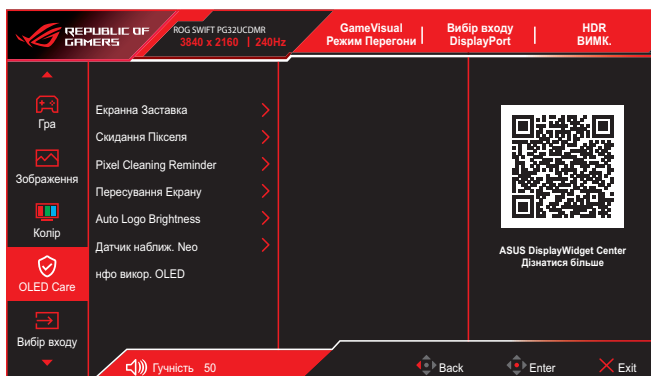 REPUBLIC OF
GAMERS
ROG SWIFT PG32UCDMR
3840 x 2160 | 240Hz
GameVisual
Режим Перегони
Вибір входу
DisplayPort
HDR
ВИМК.
Гра
Зображення
Колір
OLED Care
Вибір входу
Екранна Заставка
Скидання Пікселя
Pixel Cleaning Reminder
Пересування Екрану
Auto Logo Brightness
Датчик наближ. Neo
нфо викор. OLED
ASUS DisplayWidget Center
Дізнатися більше
Гучність 50
Back
Enter
Exit